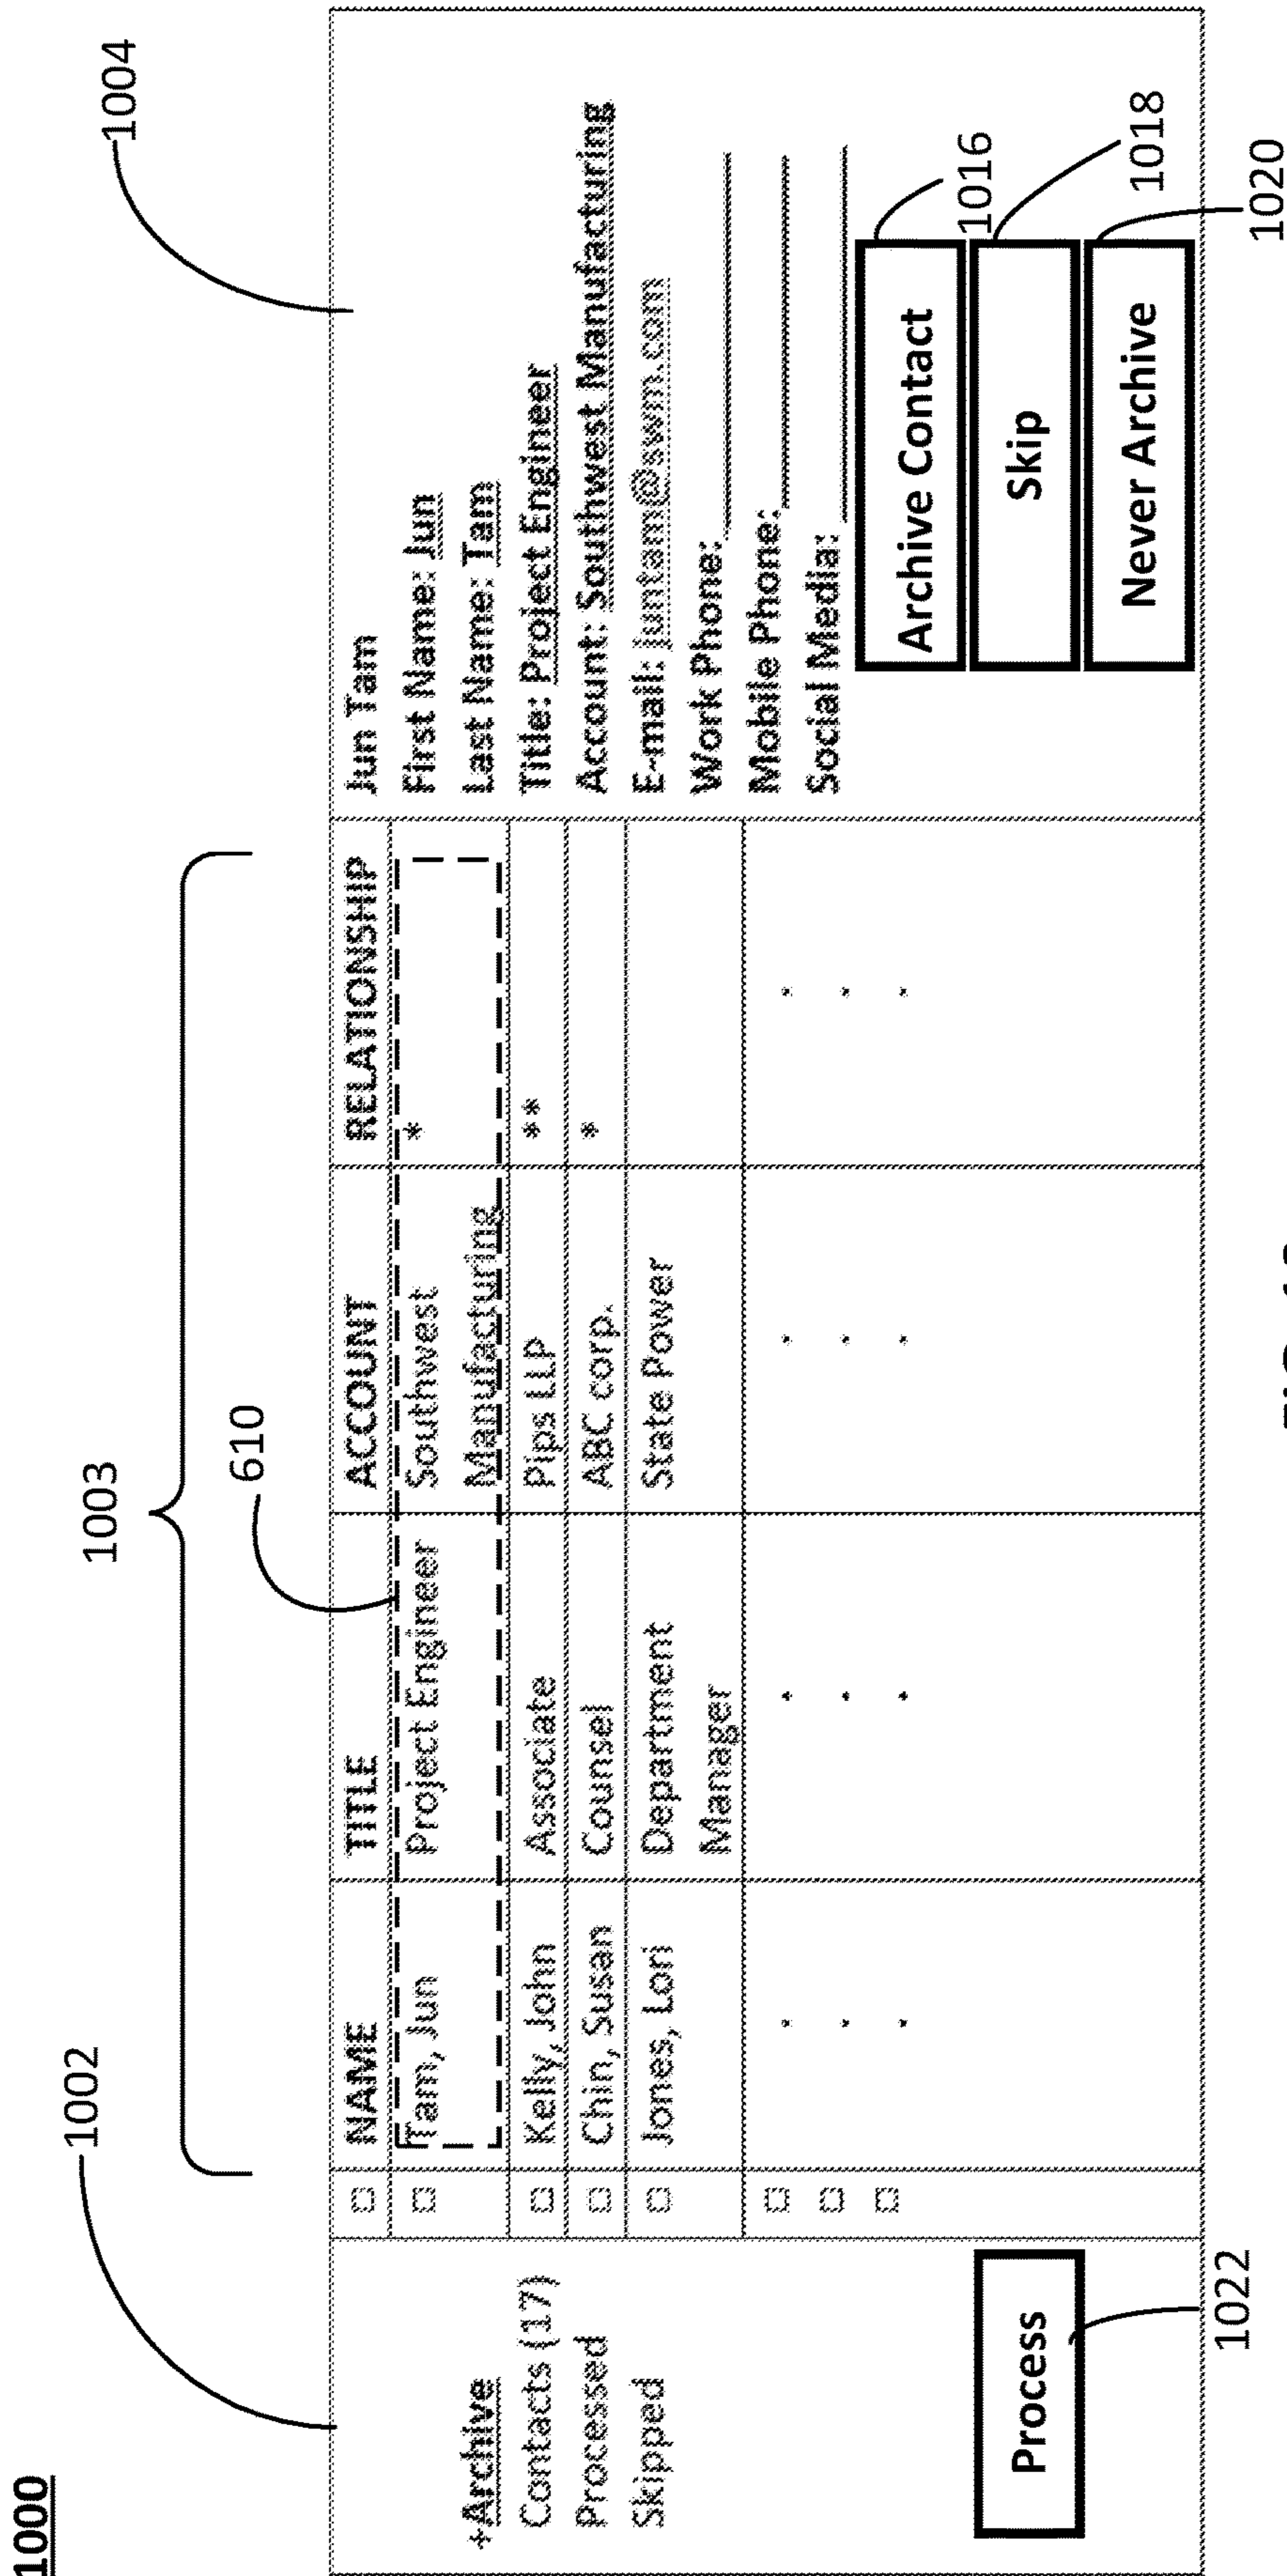 1000
1002
1003
1004
610
+Archive
Contacts (17)
Processed
Skipped
Process
1022
□ NAME TITLE ACCOUNT RELATIONSHIP
□ Tam, Jun Project Engineer Southwest *
Manufacturing
□ Kelly, John Associate Pips LLP **
□ Chin, Susan Counsel ABC corp. *
□ Jones, Lori Department State Power
Manager
□ . . . .
□ . . . .
□ . . . .
Jun Tam
First Name: Jun
Last Name: Tam
Title: Project Engineer
Account: Southwest Manufacturing
E-mail: juntam@swm.com
Work Phone:
Mobile Phone:
Social Media:
Archive Contact
1016
Skip
1018
Never Archive
1020